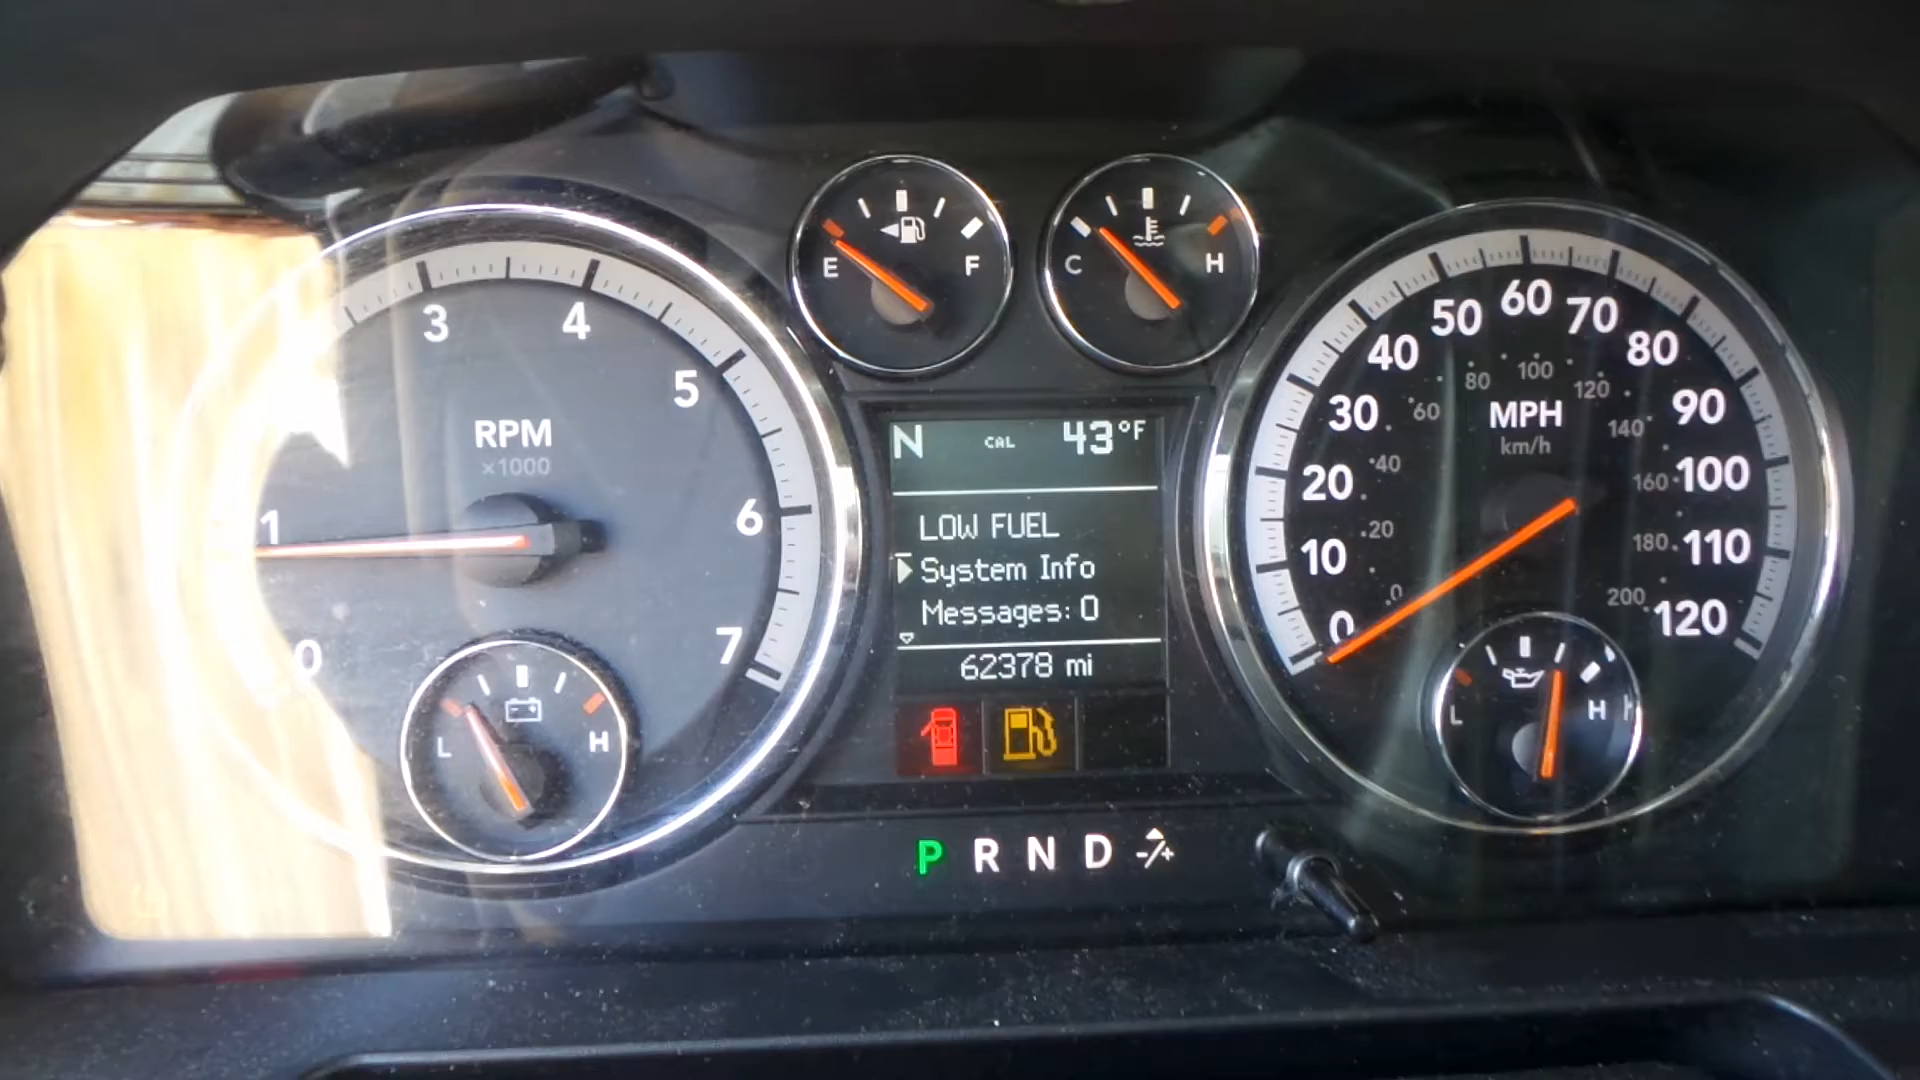 1
3
4
5
6
7
0
RPM
×1000
L H
E F
C H
N CAL 43°F
LOW FUEL
System Info
Messages: 0
62378 mi
P R N D -/+
0
10
20
30
40
50
60
70
80
90
100
110
120
MPH
km/h
0
20
40
60
80
100
120
140
160
180
200
L H